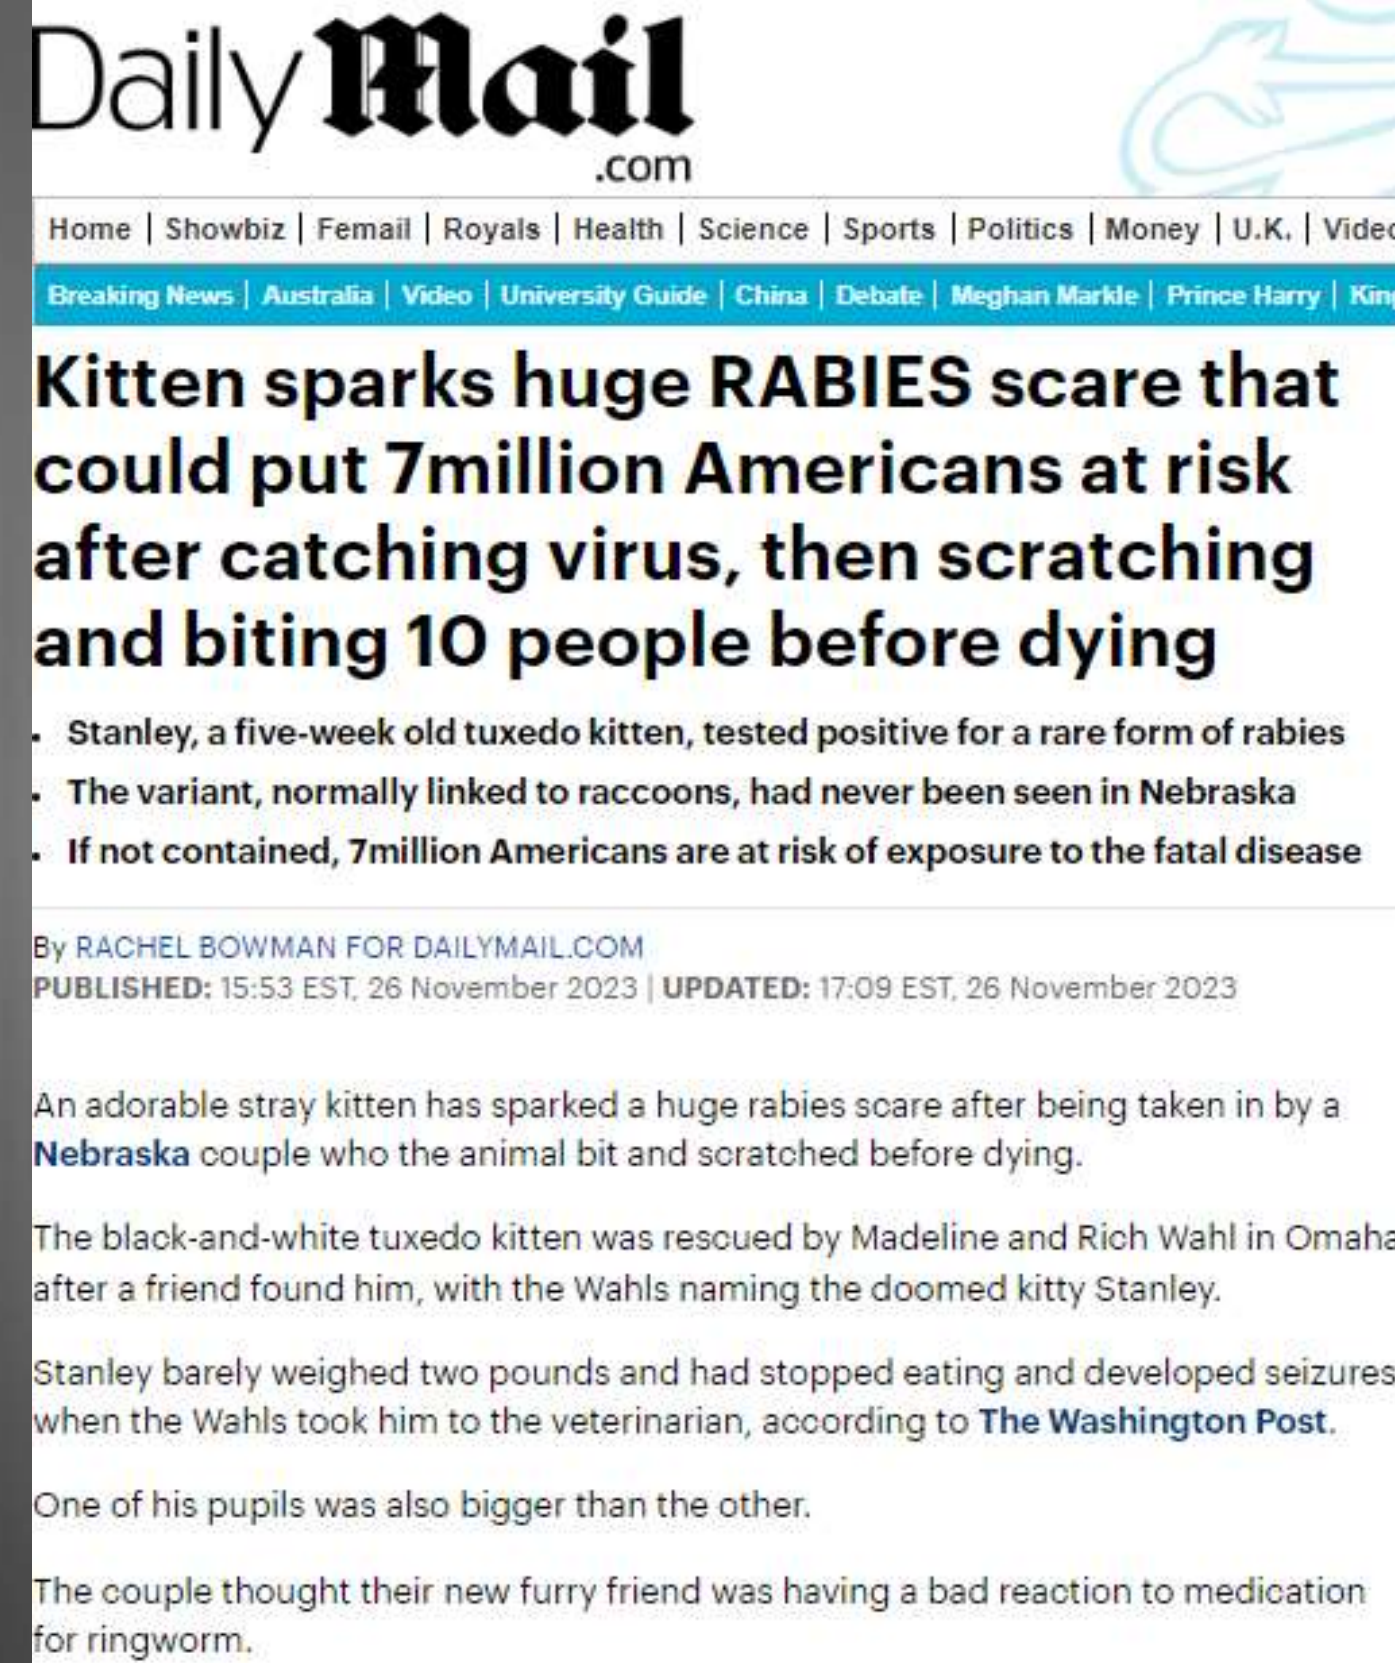 Daily Mail
.com
Home | Showbiz | Femail | Royals | Health | Science | Sports | Politics | Money | U.K. |
Breaking News | Australia | Video | University Guide | China | Debate | Meghan Markle | Prince Harry |
Kitten sparks huge RABIES scare that
could put 7million Americans at risk
after catching virus, then scratching
and biting 10 people before dying
• Stanley, a five-week old tuxedo kitten, tested positive for a rare form of rabies
• The variant, normally linked to raccoons, had never been seen in Nebraska
• If not contained, 7million Americans are at risk of exposure to the fatal disease
By RACHEL BOWMAN FOR DAILYMAIL.COM
PUBLISHED: 15:53 EST, 26 November 2023 | UPDATED: 17:09 EST, 26 November 2023
An adorable stray kitten has sparked a huge rabies scare after being taken in by a
Nebraska couple who the animal bit and scratched before dying.
The black-and-white tuxedo kitten was rescued by Madeline and Rich Wahl in Omaha
after a friend found him, with the Wahls naming the doomed kitty Stanley.
Stanley barely weighed two pounds and had stopped eating and developed seizures
when the Wahls took him to the veterinarian, according to The Washington Post.
One of his pupils was also bigger than the other.
The couple thought their new furry friend was having a bad reaction to medication
for ringworm.